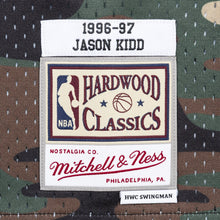 1996-97
JASON KIDD
NBA
HARDWOOD
CLASSICS
NOSTALGIA CO.
Mitchell & Ness
PHILADELPHIA, PA.
HWC SWINGMAN